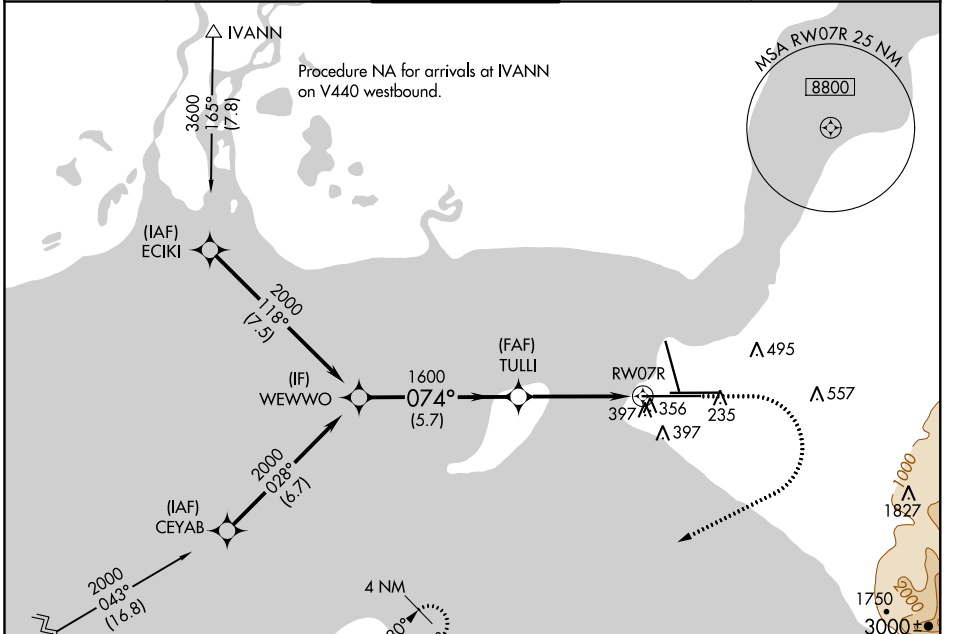 IVANN
Procedure NA for arrivals at IVANN
on V440 westbound.
MSA RW07R 25 NM
8800
3600
165°
(7.8)
(IAF)
ECIKI
2000
118°
(7.5)
(IF)
WEWWO
1600
074°
(5.7)
(FAF)
TULLI
RW07R
495
557
397
356
235
397
2000
028°
(6.7)
(IAF)
CEYAB
2000
043°
(16.8)
4 NM
1000
1827
2000
1750
3000±